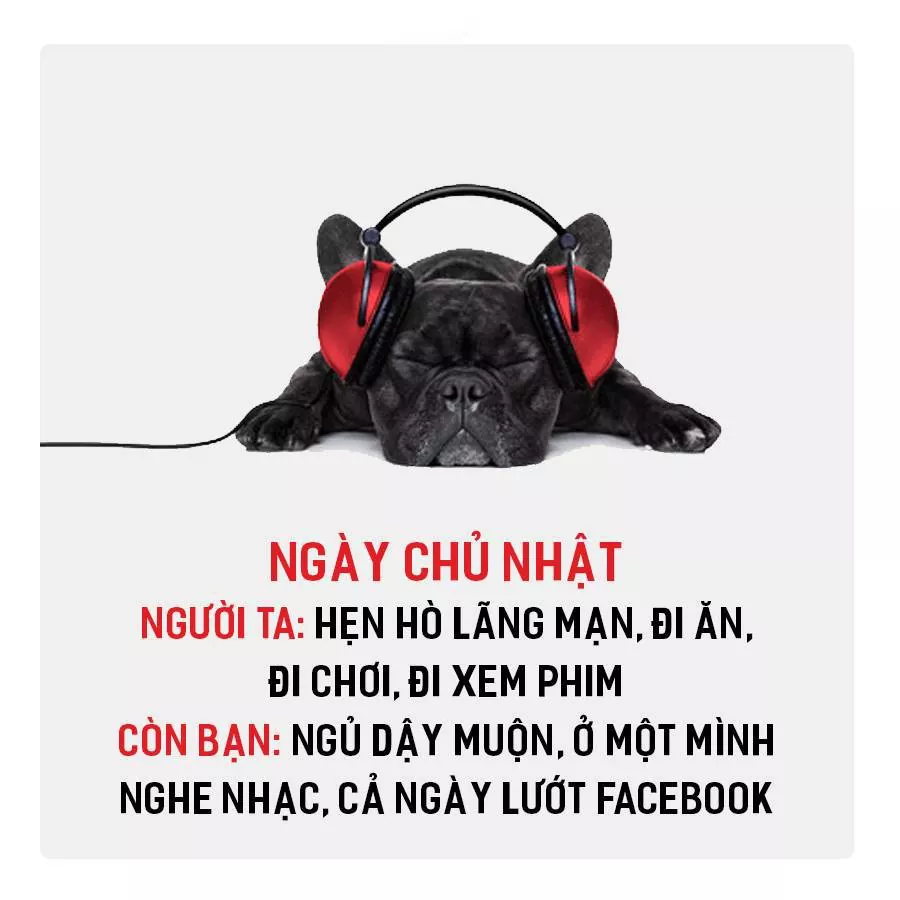 NGÀY CHỦ NHẬT
NGƯỜI TA: HẸN HÒ LÃNG MẠN, ĐI ĂN,
ĐI CHƠI, ĐI XEM PHIM
CÒN BẠN: NGỦ DẬY MUỘN, Ở MỘT MÌNH
NGHE NHẠC, CẢ NGÀY LƯỚT FACEBOOK